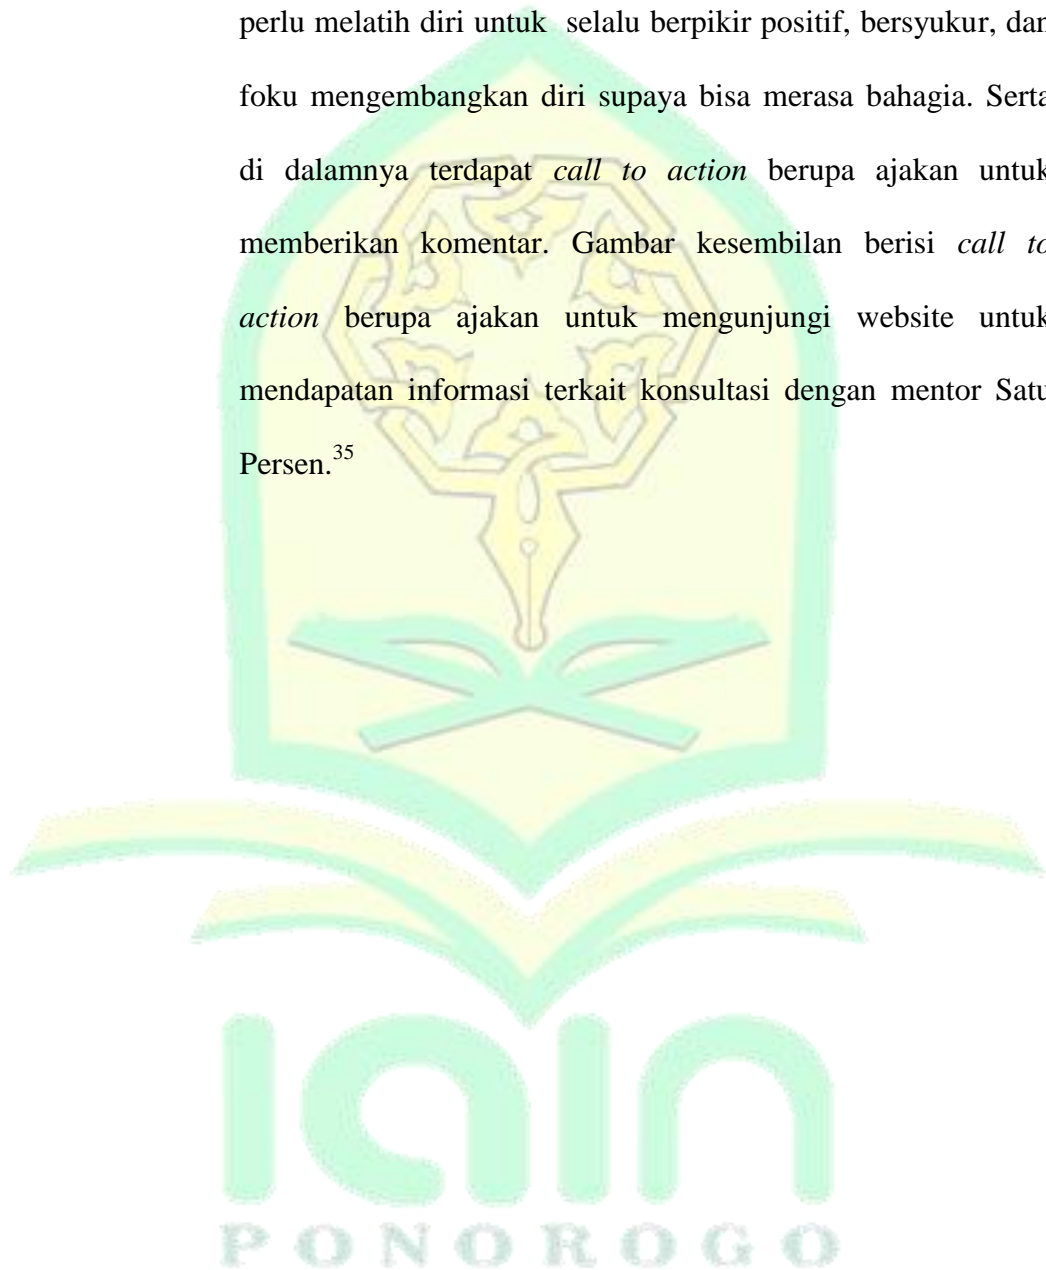 perlu melatih diri untuk  selalu berpikir positif, bersyukur, dan
foku mengembangkan diri supaya bisa merasa bahagia. Serta
di dalamnya terdapat call to action berupa ajakan untuk
memberikan komentar. Gambar kesembilan berisi call to
action berupa ajakan untuk mengunjungi website untuk
mendapatan informasi terkait konsultasi dengan mentor Satu
Persen.35
iain
PONOROGO